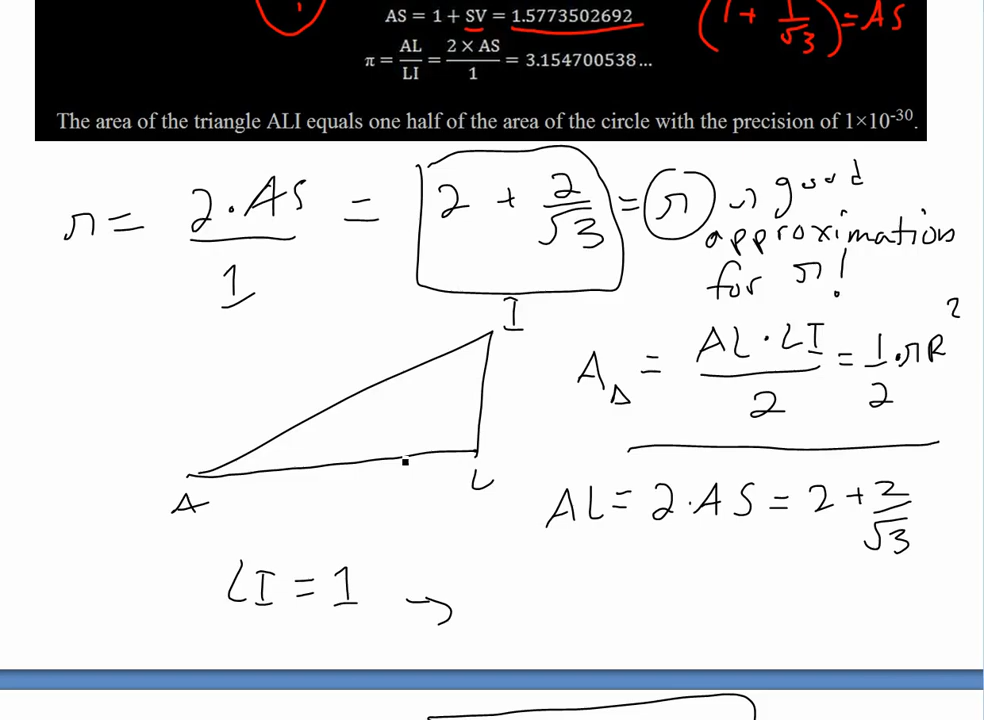 1
AS = 1 + SV = 1.5773502692
(1 + 1/√3) = AS
π = AL/LI = 2 × AS/1 = 3.154700538...
The area of the triangle ALI equals one half of the area of the circle with the precision of 1×10⁻³⁰.
π = 2·AS/1 = 2 + 2/√3 = π is good
approximation
for π!
I
A△ = AL·LI/2 = 1/2·πR²
A
L
AL = 2·AS = 2 + 2/√3
LI = 1 →